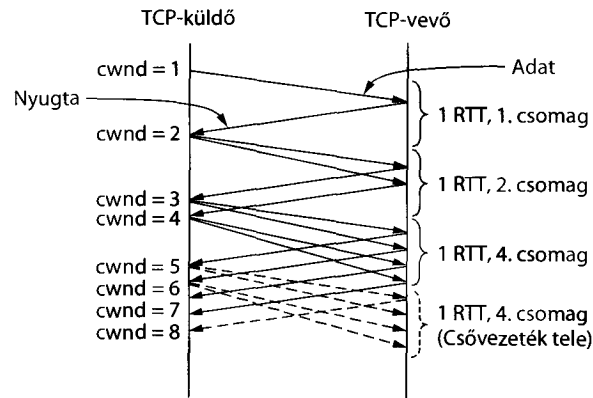 TCP-küldő
TCP-vevő
cwnd = 1
Adat
Nyugta
1 RTT, 1. csomag
cwnd = 2
1 RTT, 2. csomag
cwnd = 3
cwnd = 4
1 RTT, 4. csomag
cwnd = 5
cwnd = 6
cwnd = 7
1 RTT, 4. csomag
cwnd = 8
(Csővezeték tele)